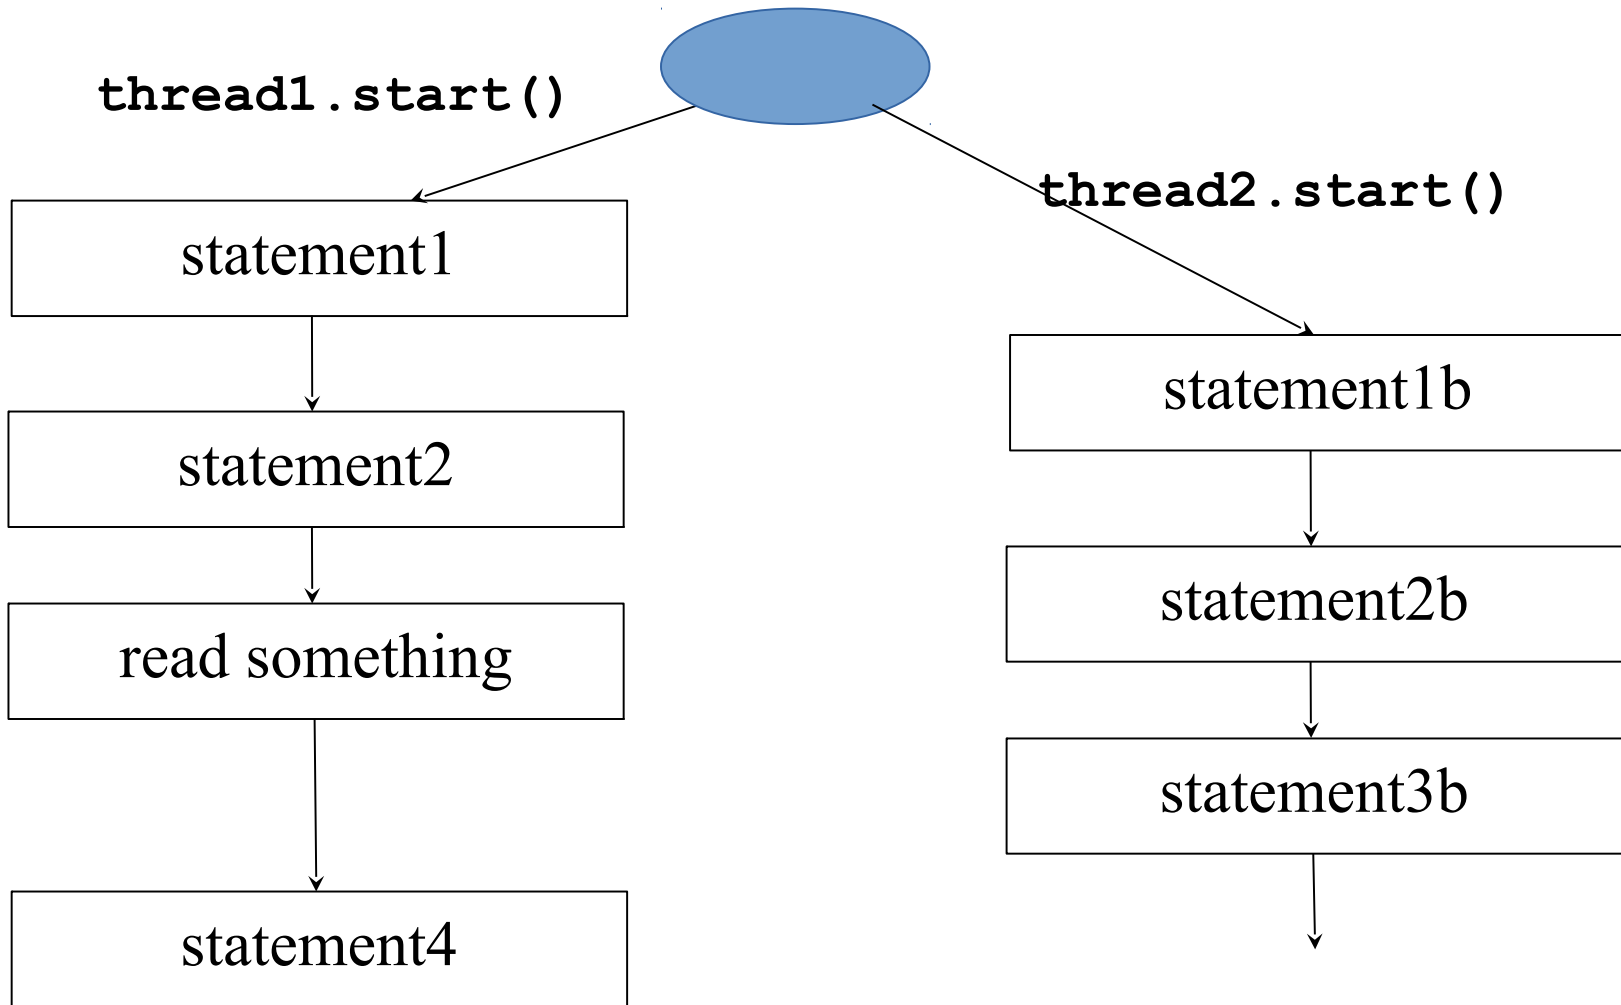 thread1.start()
thread2.start()
statement1
statement2
read something
statement4
statement1b
statement2b
statement3b